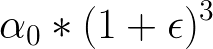 α₀ * (1 + ϵ)³